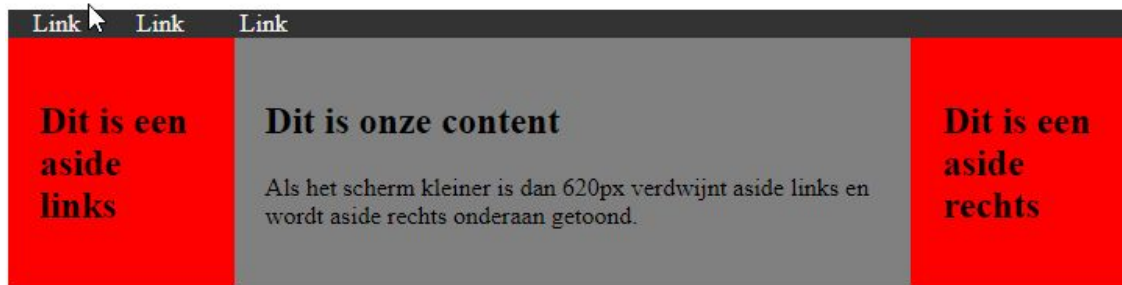 Link Link Link
Dit is een
aside
links
Dit is onze content
Als het scherm kleiner is dan 620px verdwijnt aside links en
wordt aside rechts onderaan getoond.
Dit is een
aside
rechts